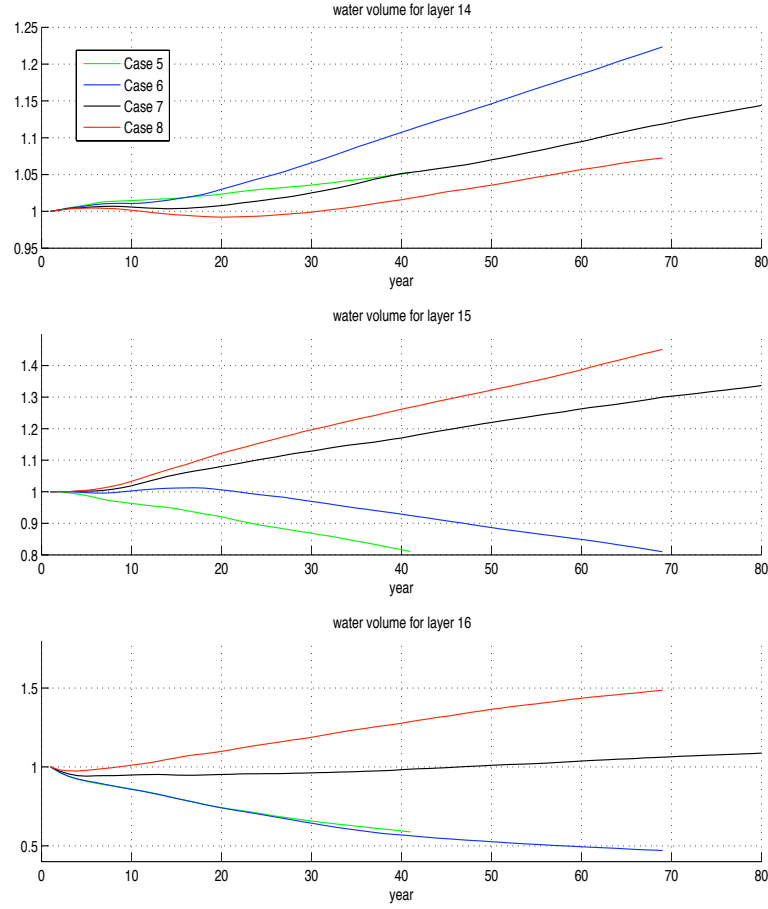 water volume for layer 14
1.25
1.2
1.15
1.1
1.05
1
0.95
Case 5
Case 6
Case 7
Case 8
0 10 20 30 40 50 60 70 80
year
water volume for layer 15
1.4
1.3
1.2
1.1
1
0.9
0.8
0 10 20 30 40 50 60 70 80
year
water volume for layer 16
1.5
1
0.5
0 10 20 30 40 50 60 70 80
year